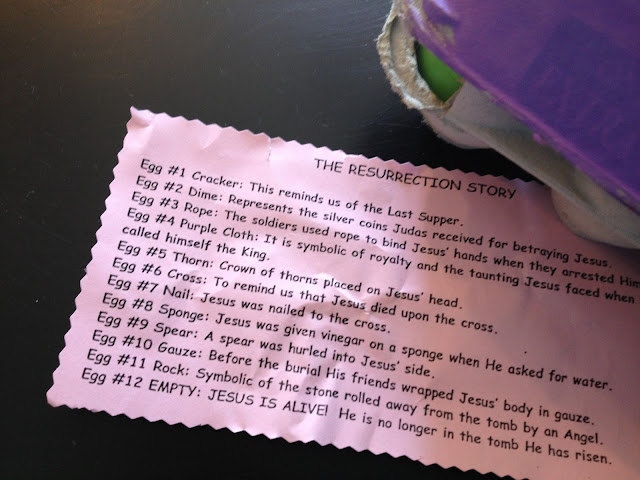 THE RESURRECTION STORY
Egg #1 Cracker: This reminds us of the Last Supper.
Egg #2 Dime: Represents the silver coins Judas received for betraying Jesus.
Egg #3 Rope: The soldiers used rope to bind Jesus' hands when they arrested Him
Egg #4 Purple Cloth: It is symbolic of royalty and the taunting Jesus faced when
called himself the King.
Egg #5 Thorn: Crown of thorns placed on Jesus' head.
Egg #6 Cross: To remind us that Jesus died upon the cross.
Egg #7 Nail: Jesus was nailed to the cross.
Egg #8 Sponge: Jesus was given vinegar on a sponge when He asked for water.
Egg #9 Spear: A spear was hurled into Jesus' side.
Egg #10 Gauze: Before the burial His friends wrapped Jesus' body in gauze.
Egg #11 Rock: Symbolic of the stone rolled away from the tomb by an Angel.
Egg #12 EMPTY: JESUS IS ALIVE! He is no longer in the tomb He has risen.